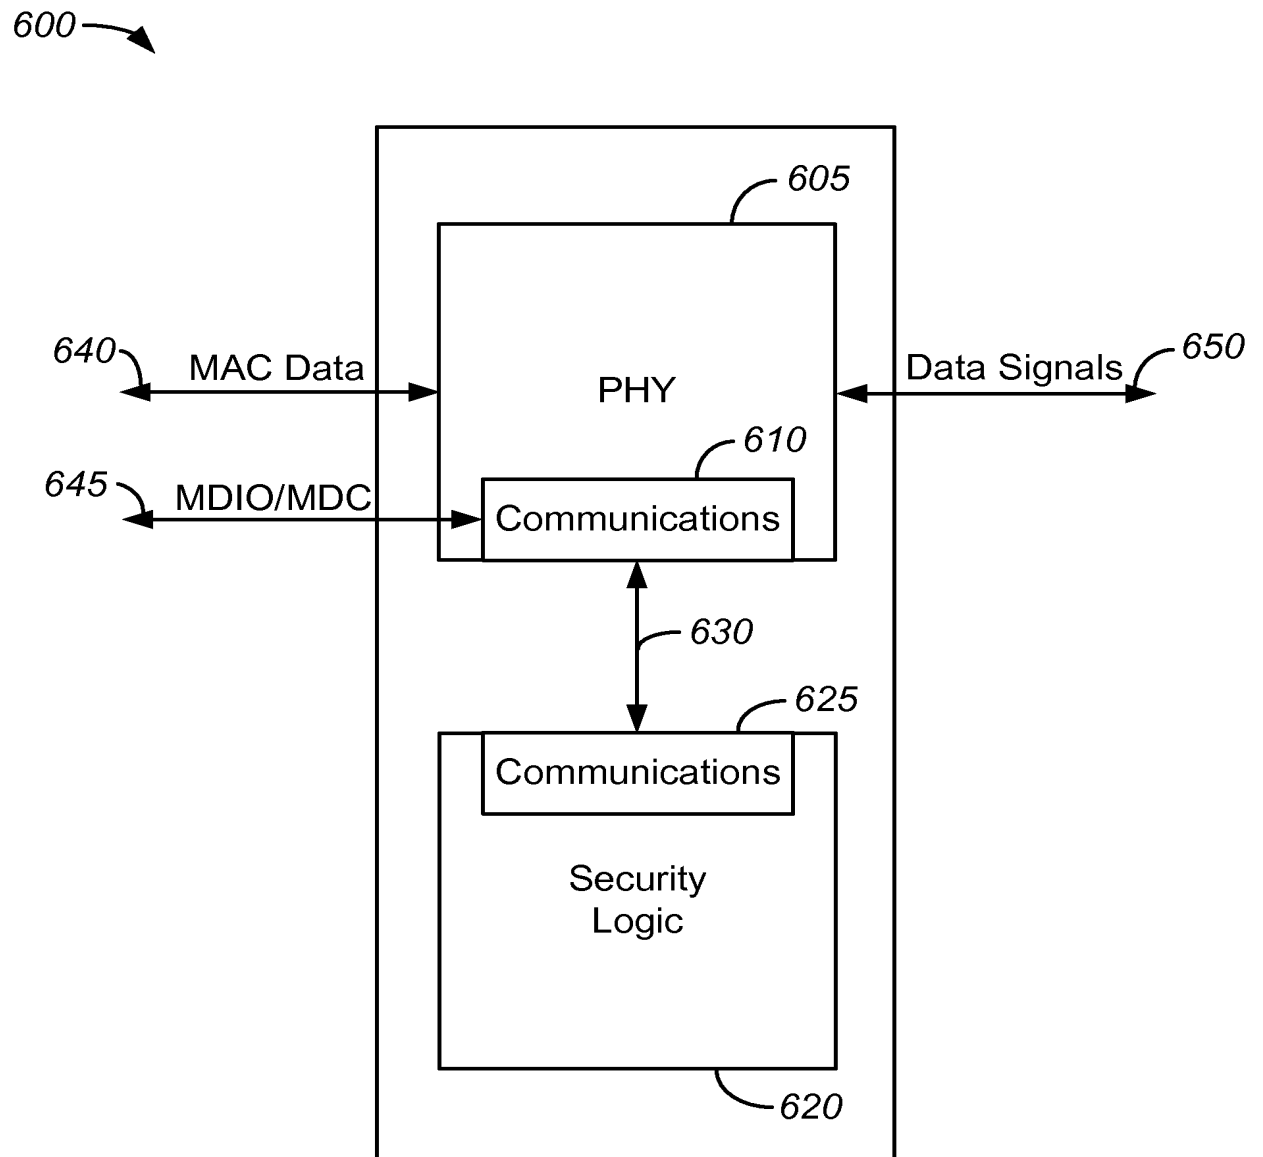 600
605
640
MAC Data
650
Data Signals
PHY
610
645
MDIO/MDC
Communications
630
625
Communications
Security
Logic
620